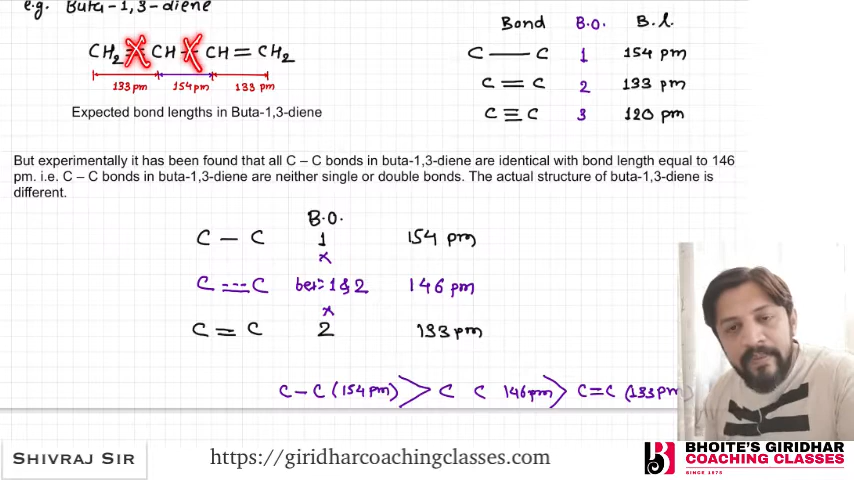 e.g. Buta-1,3-diene
CH2 = CH - CH = CH2
133 pm 154 pm 133 pm
Expected bond lengths in Buta-1,3-diene
Bond B.O. B.l.
C — C 1 154 pm
C = C 2 133 pm
C ≡ C 3 120 pm
But experimentally it has been found that all C – C bonds in buta-1,3-diene are identical with bond length equal to 146
pm. i.e. C – C bonds in buta-1,3-diene are neither single or double bonds. The actual structure of buta-1,3-diene is
different.
B.O.
C – C 1 154 pm
x
C C bet= 1 & 2 146 pm
x
C = C 2 133 pm
C – C (154 pm) > C C 146pm > C=C (133 pm)
SHIVRAJ SIR
https://giridharcoachingclasses.com
BHOITE'S GIRIDHAR
COACHING CLASSES
SINCE 1975